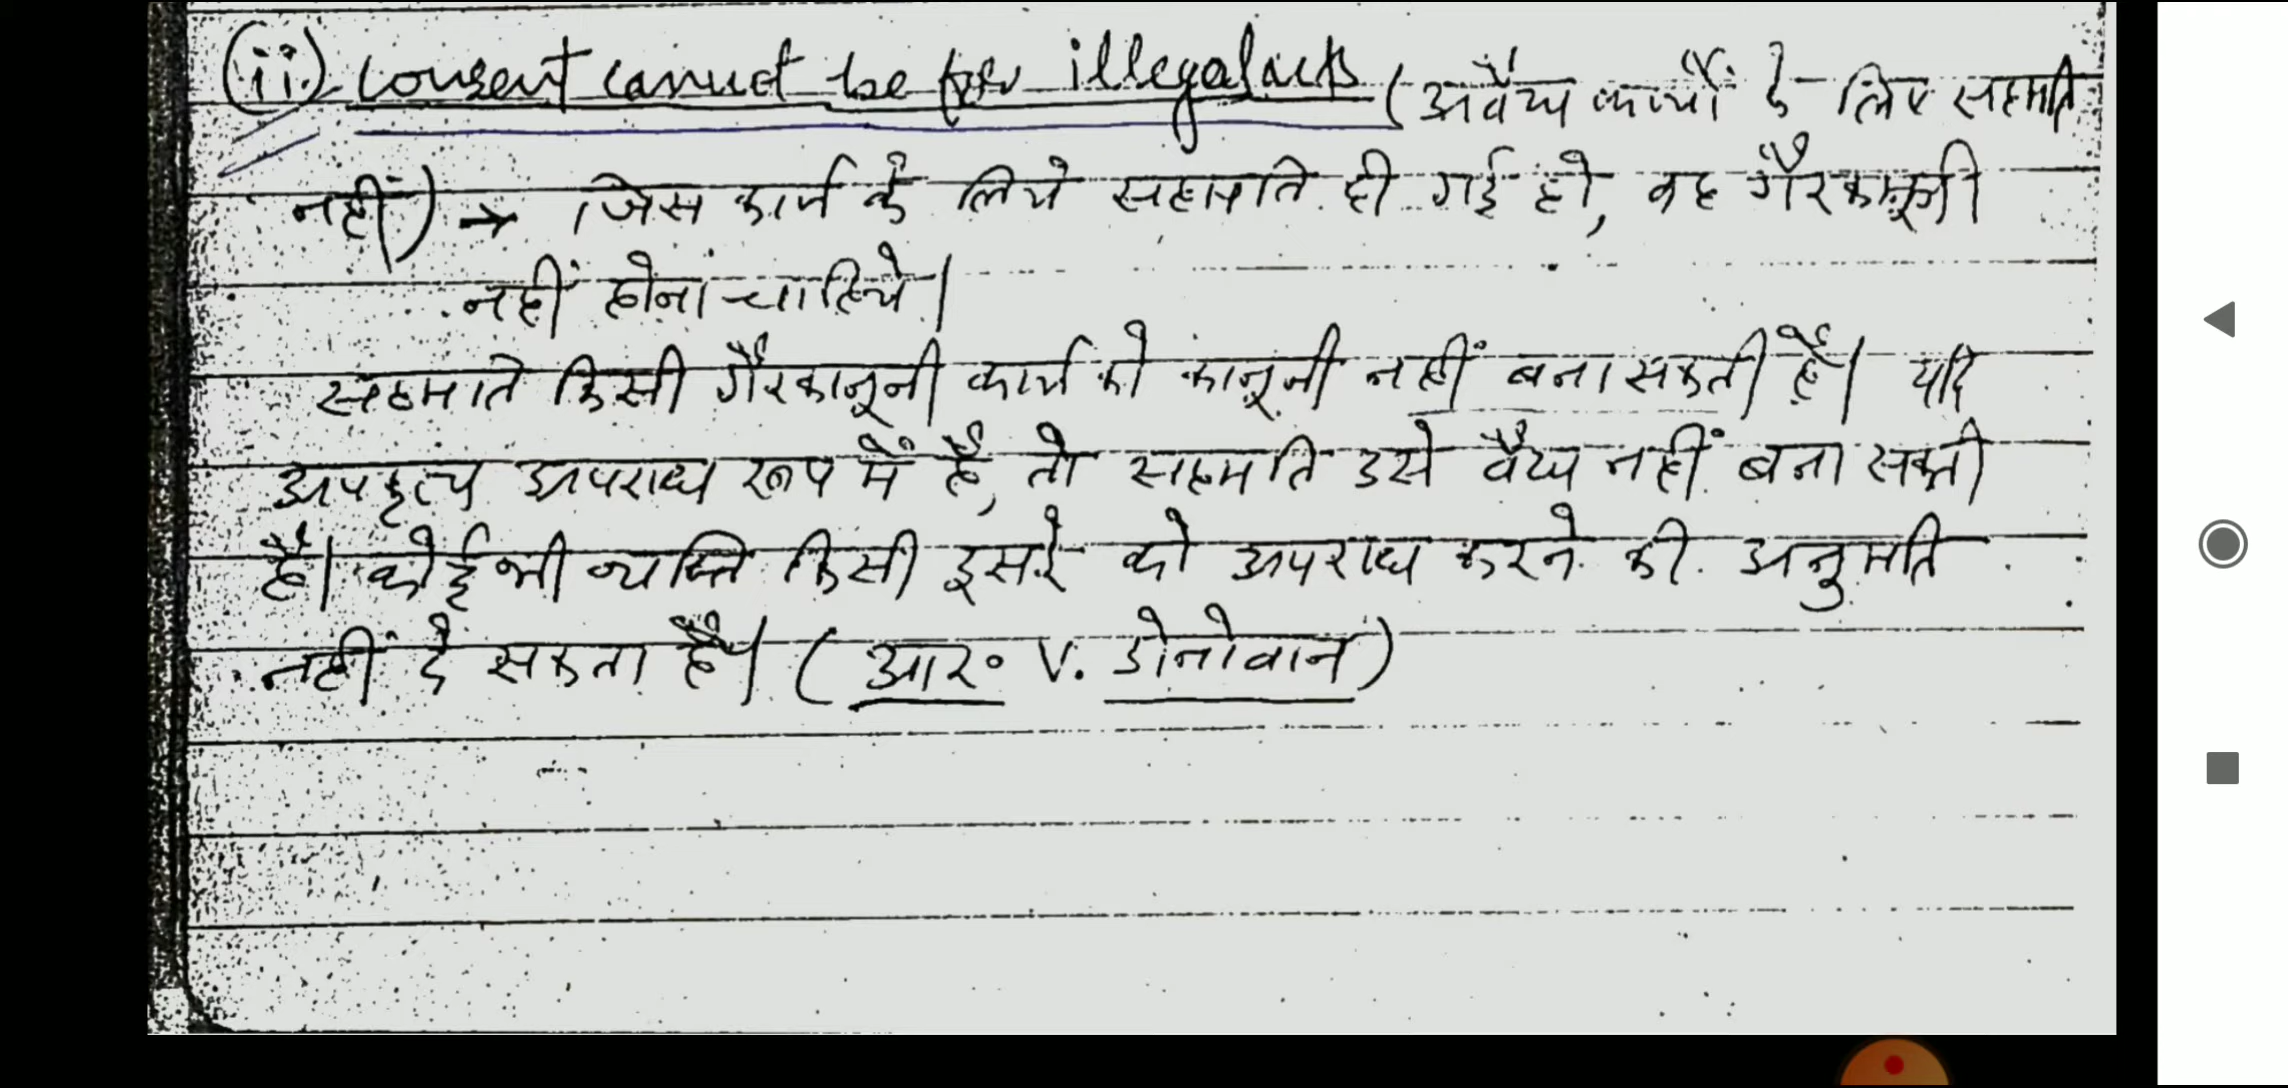 (ii) Consent cannot be for illegal acts (अवैध कार्यों के लिए सहमति
नहीं) → जिस कार्य के लिये सहमति दी गई हो, वह गैरकानूनी
नहीं होना चाहिये।
सहमति किसी गैरकानूनी कार्य को कानूनी नहीं बना सकती है। यदि
अपकृत्य अपराध रूप में है, तो सहमति उसे वैध नहीं बना सकती
है। कोई भी व्यक्ति किसी दूसरे को अपराध करने की अनुमति
नहीं दे सकता है। (आर॰ V. डोनोवान)